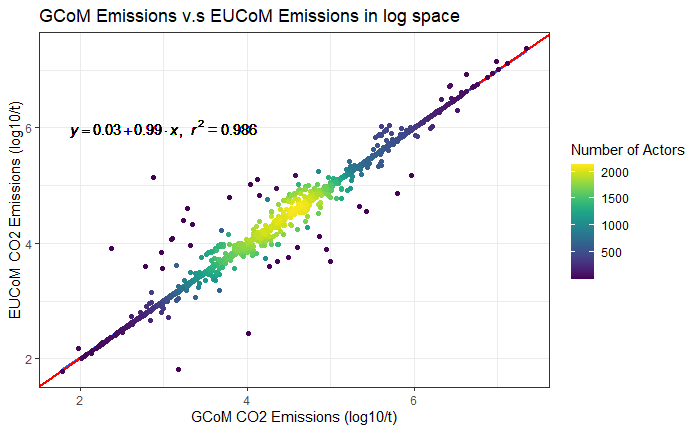 GCoM Emissions v.s EUCoM Emissions in log space
EUCoM CO2 Emissions (log10/t)
6
4
2
y = 0.03 + 0.99 · x, r² = 0.986
2
4
6
GCoM CO2 Emissions (log10/t)
Number of Actors
2000
1500
1000
500